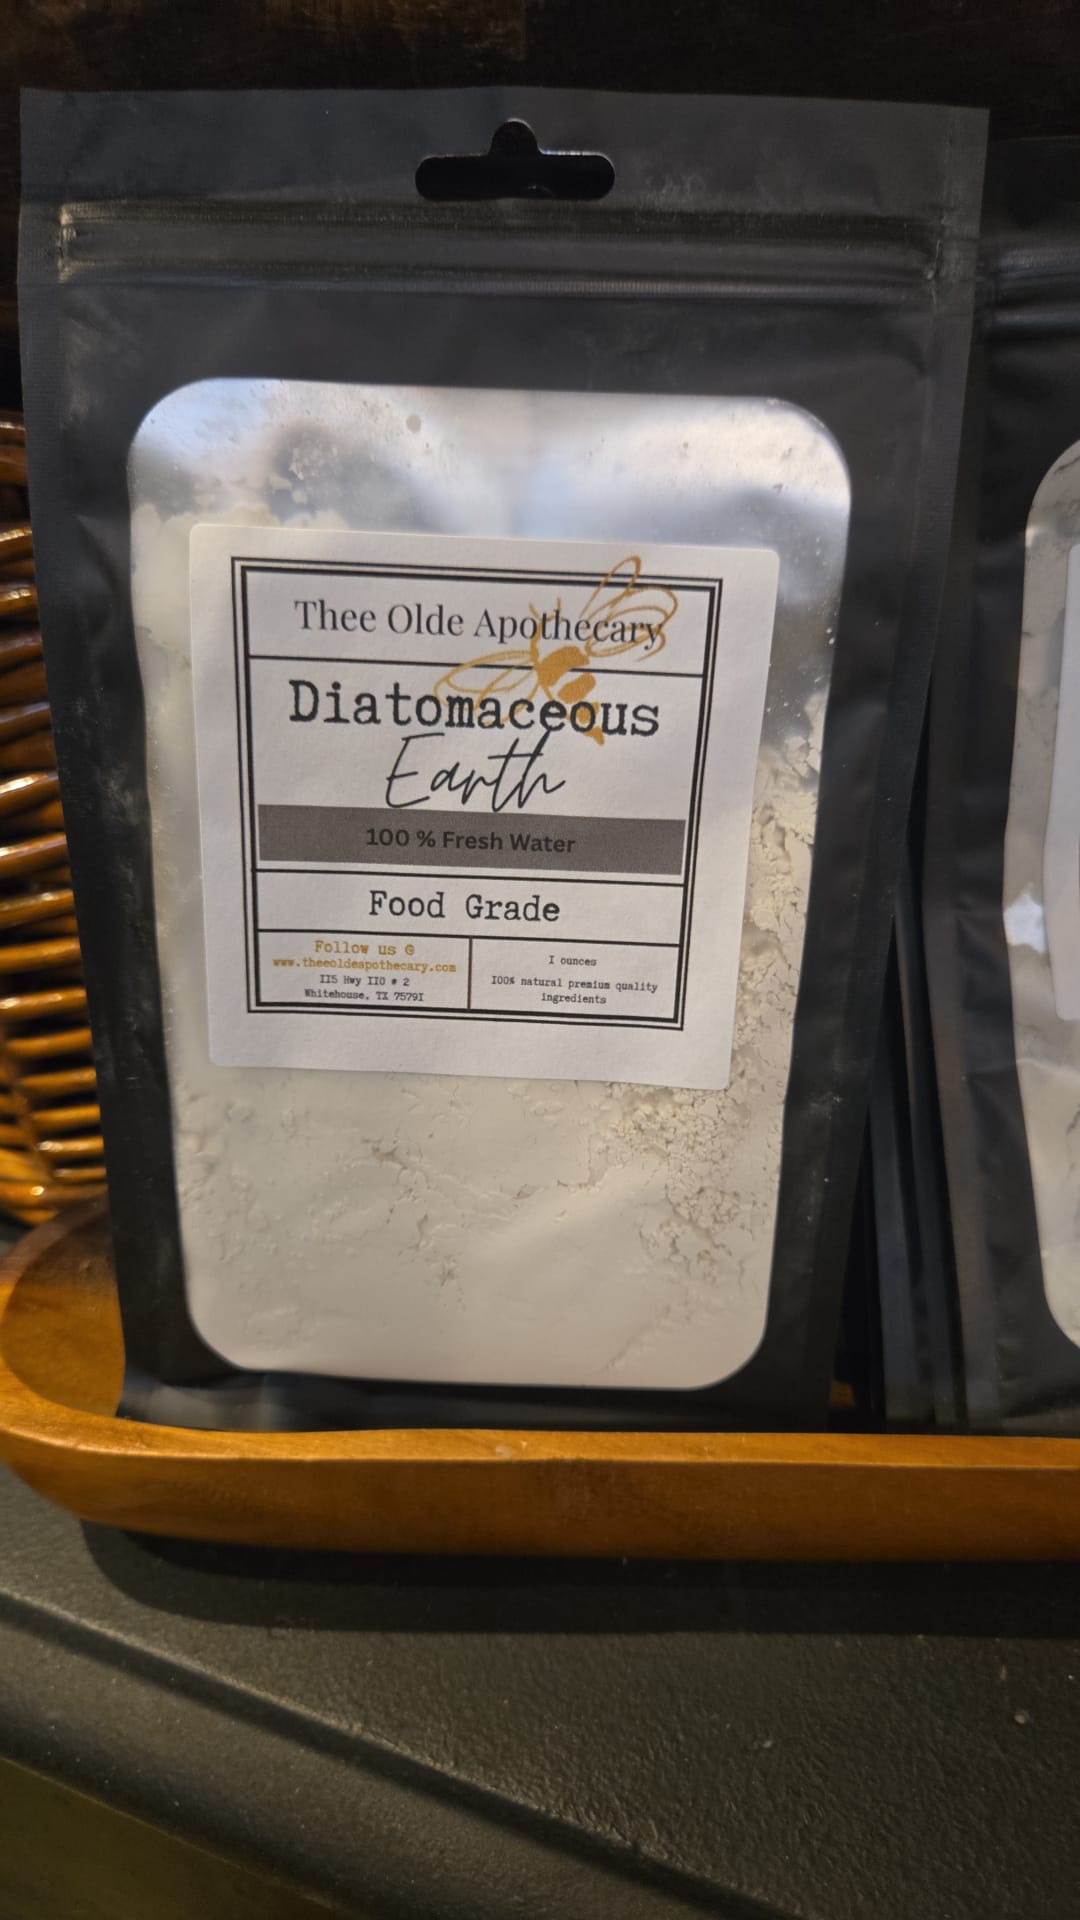 Thee Olde Apothecary
Diatomaceous
Earth
100 % Fresh Water
Food Grade
Follow us @
www.theeoldeapothecary.com
115 Hwy 110 # 2
Whitehouse, TX 75791
1 ounces
100% natural premium quality
ingredients